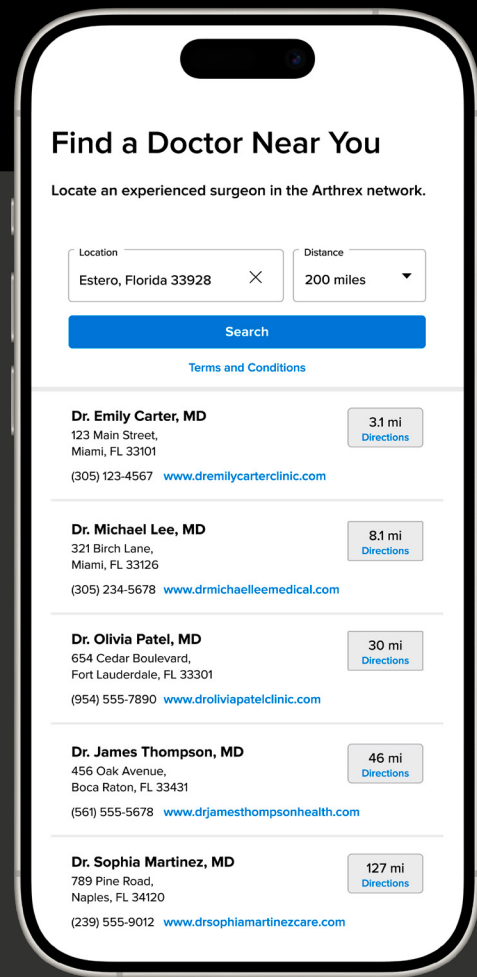 Find a Doctor Near You
Locate an experienced surgeon in the Arthrex network.
Location
Estero, Florida 33928
Distance
200 miles
Search
Terms and Conditions
Dr. Emily Carter, MD
123 Main Street,
Miami, FL 33101
(305) 123-4567 www.dremilycarterclinic.com
3.1 mi
Directions
Dr. Michael Lee, MD
321 Birch Lane,
Miami, FL 33126
(305) 234-5678 www.drmichaelleemedical.com
8.1 mi
Directions
Dr. Olivia Patel, MD
654 Cedar Boulevard,
Fort Lauderdale, FL 33301
(954) 555-7890 www.droliviapatelclinic.com
30 mi
Directions
Dr. James Thompson, MD
456 Oak Avenue,
Boca Raton, FL 33431
(561) 555-5678 www.drjamesthompsonhealth.com
46 mi
Directions
Dr. Sophia Martinez, MD
789 Pine Road,
Naples, FL 34120
(239) 555-9012 www.drsophiamartinezcare.com
127 mi
Directions